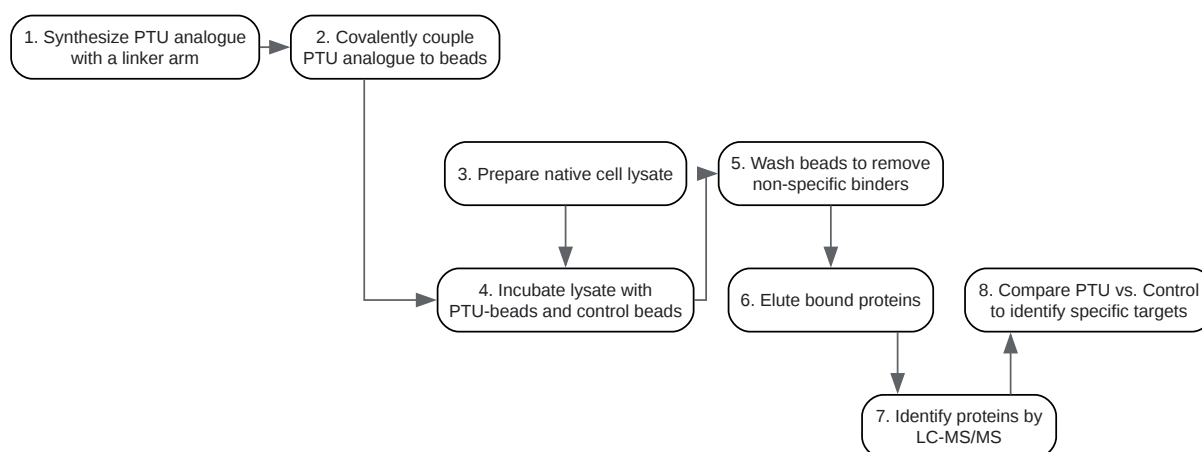 1. Synthesize PTU analogue
with a linker arm
2. Covalently couple
PTU analogue to beads
3. Prepare native cell lysate
4. Incubate lysate with
PTU-beads and control beads
5. Wash beads to remove
non-specific binders
6. Elute bound proteins
7. Identify proteins by
LC-MS/MS
8. Compare PTU vs. Control
to identify specific targets